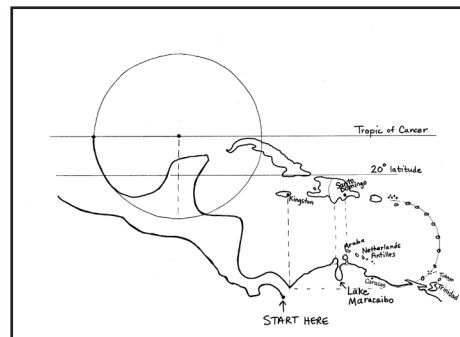 Tropic of Cancer
20° latitude
Santo
Domingo
Kingston
Aruba
Netherlands
Antilles
Caracas
Tobago
Trinidad
Lake
Maracaibo
START HERE